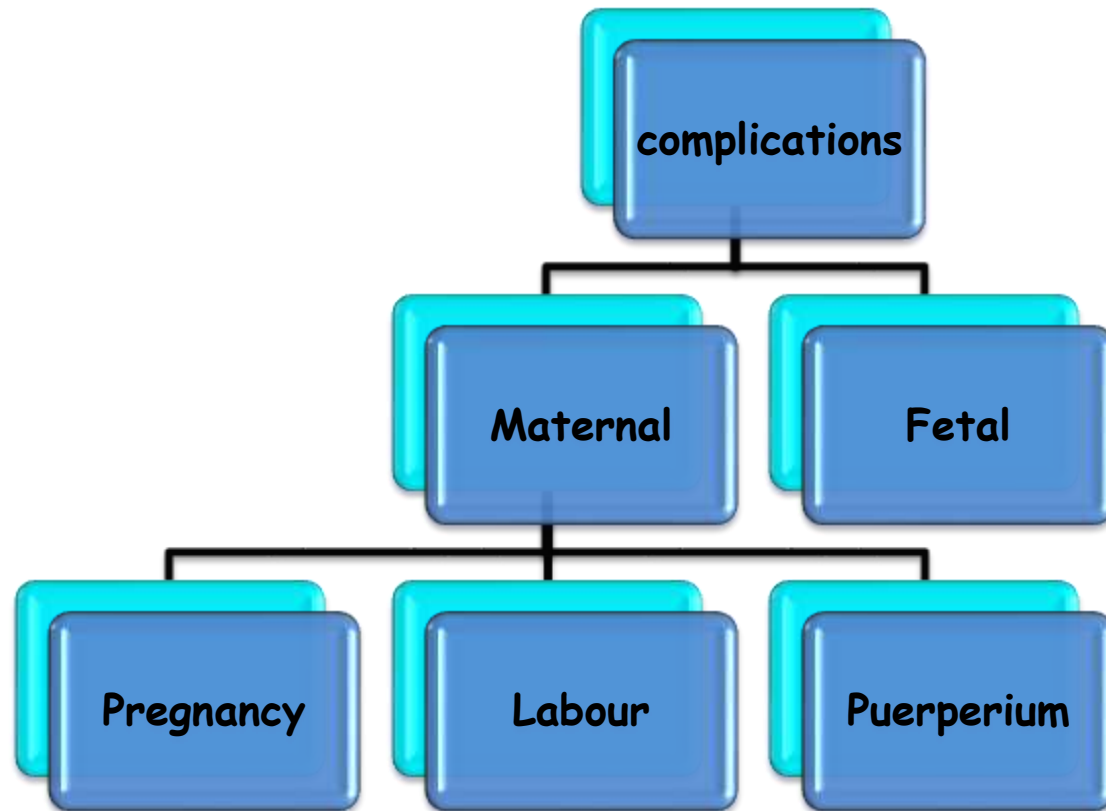 complications
Maternal
Fetal
Pregnancy
Labour
Puerperium